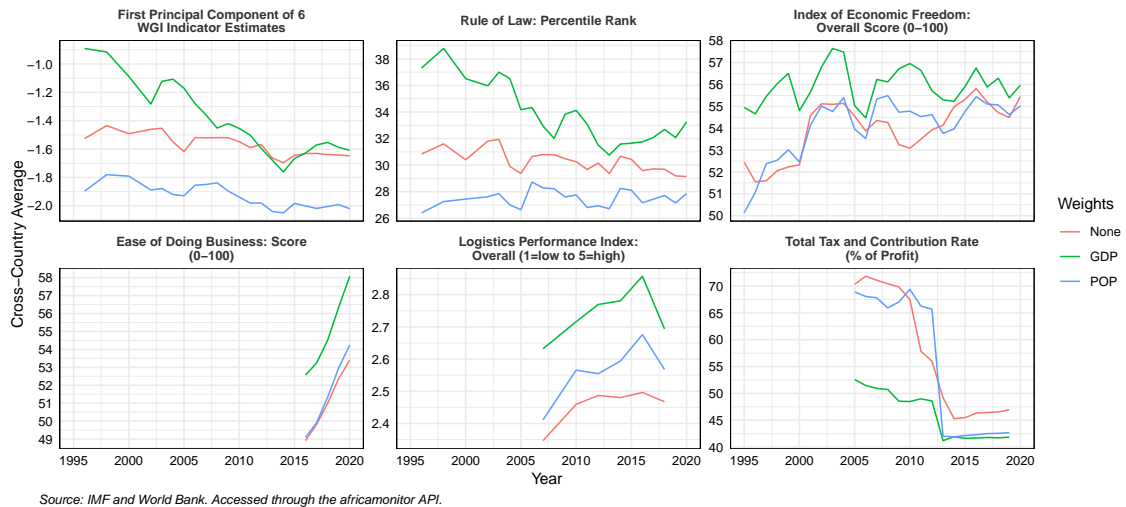 First Principal Component of 6
WGI Indicator Estimates
Rule of Law: Percentile Rank
Index of Economic Freedom:
Overall Score (0–100)
−1.0
−1.2
−1.4
−1.6
−1.8
−2.0
38
36
34
32
30
28
26
58
57
56
55
54
53
52
51
50
Ease of Doing Business: Score
(0–100)
Logistics Performance Index:
Overall (1=low to 5=high)
Total Tax and Contribution Rate
(% of Profit)
58
57
56
55
54
53
52
51
50
49
2.8
2.7
2.6
2.5
2.4
70
65
60
55
50
45
40
1995 2000 2005 2010 2015 2020
1995 2000 2005 2010 2015 2020
1995 2000 2005 2010 2015 2020
Cross−Country Average
Year
Weights
None
GDP
POP
Source: IMF and World Bank. Accessed through the africamonitor API.